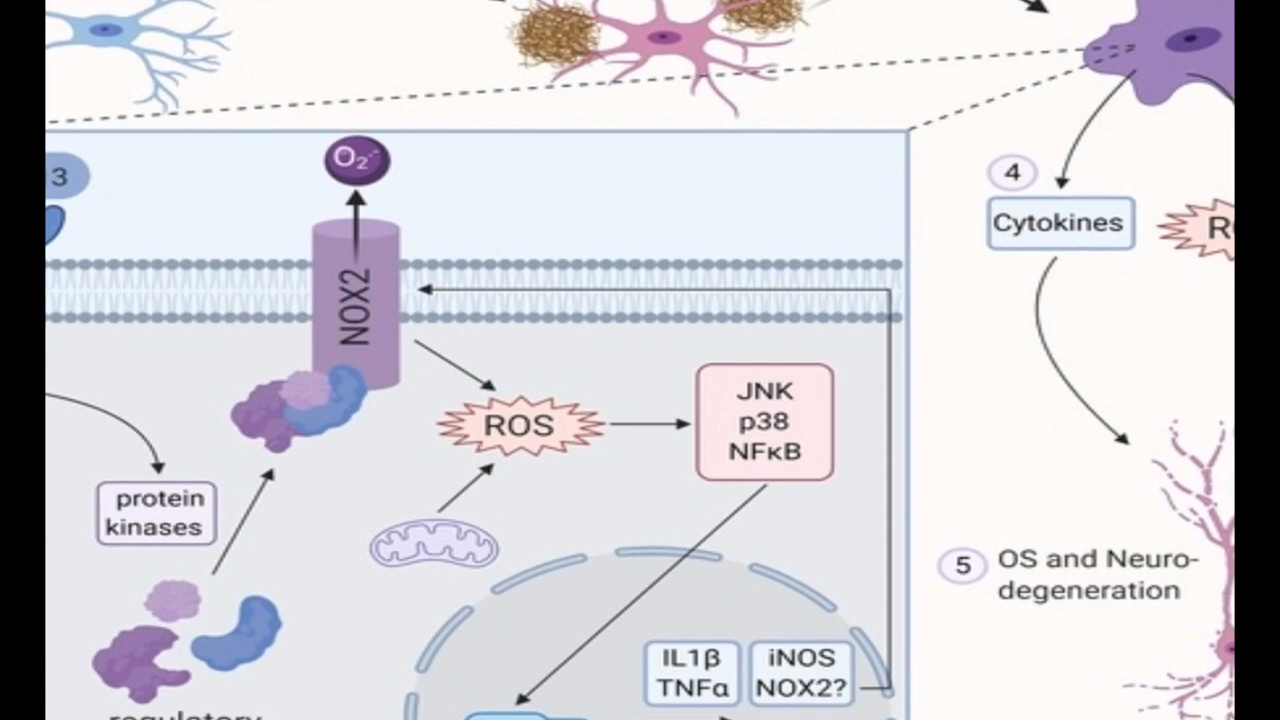 3
O₂·⁻
NOX2
4
Cytokines
ROS
JNK
p38
NFκB
protein
kinases
5
OS and Neuro-
degeneration
IL1β
TNFα
iNOS
NOX2?
regulatory